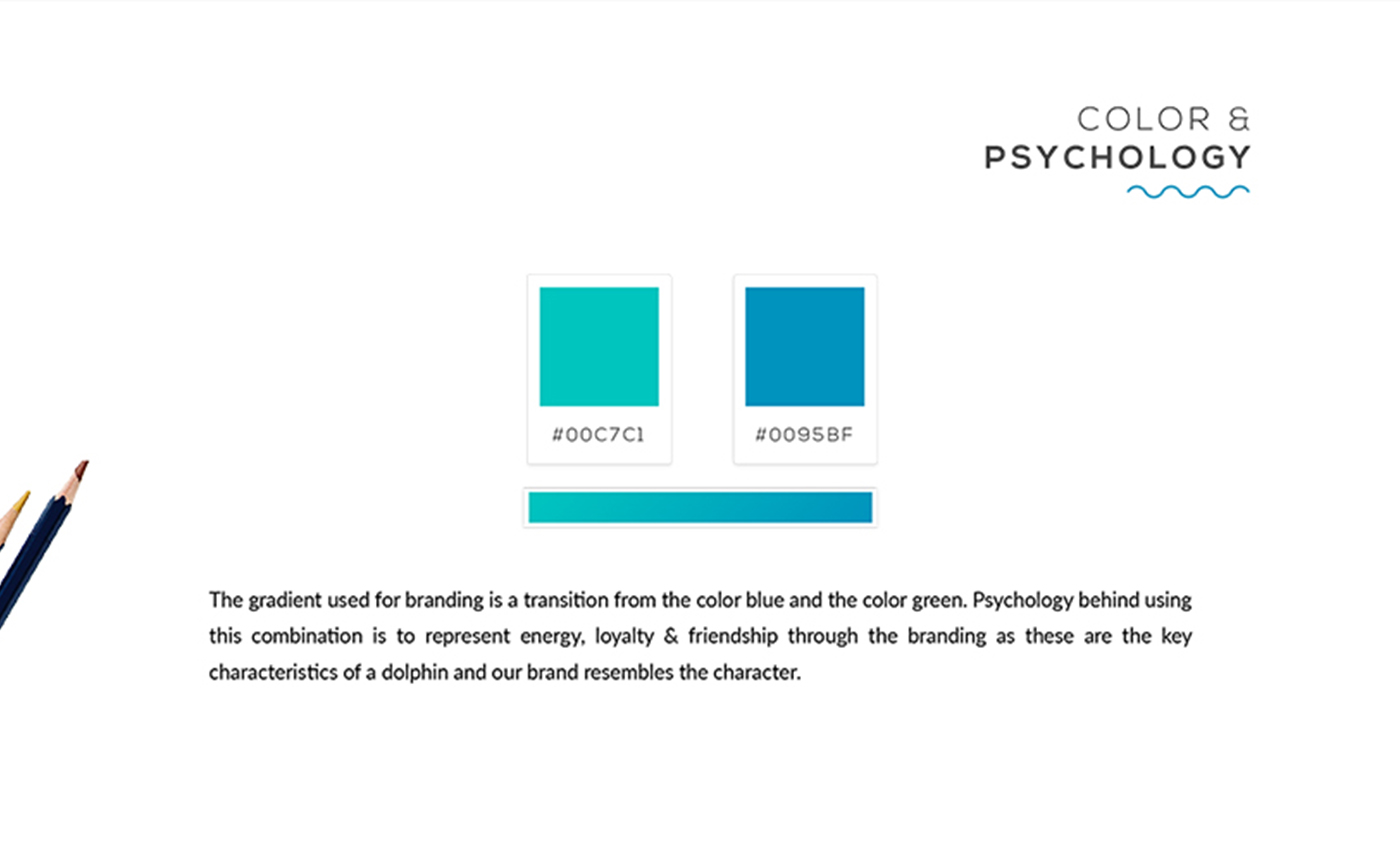 COLOR &
PSYCHOLOGY
#00C7C1
#0095BF
The gradient used for branding is a transition from the color blue and the color green. Psychology behind using
this combination is to represent energy, loyalty & friendship through the branding as these are the key
characteristics of a dolphin and our brand resembles the character.